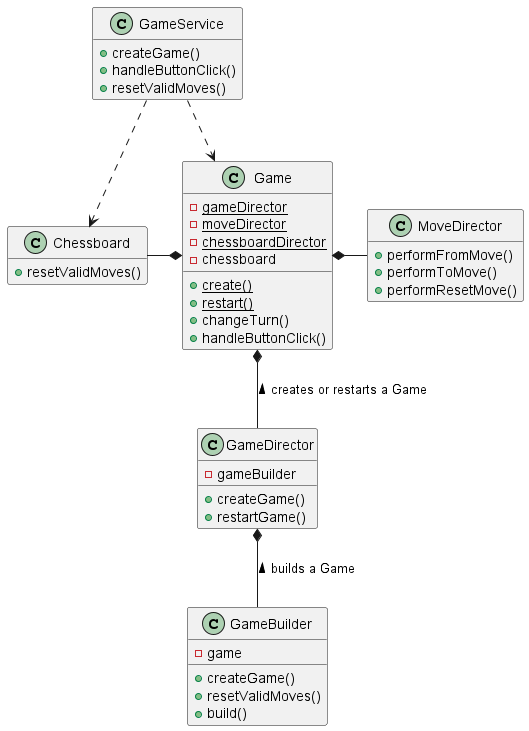 C GameService
createGame()
handleButtonClick()
resetValidMoves()
C Game
gameDirector
moveDirector
chessboardDirector
chessboard
create()
restart()
changeTurn()
handleButtonClick()
C Chessboard
resetValidMoves()
C MoveDirector
performFromMove()
performToMove()
performResetMove()
creates or restarts a Game
C GameDirector
gameBuilder
createGame()
restartGame()
builds a Game
C GameBuilder
game
createGame()
resetValidMoves()
build()